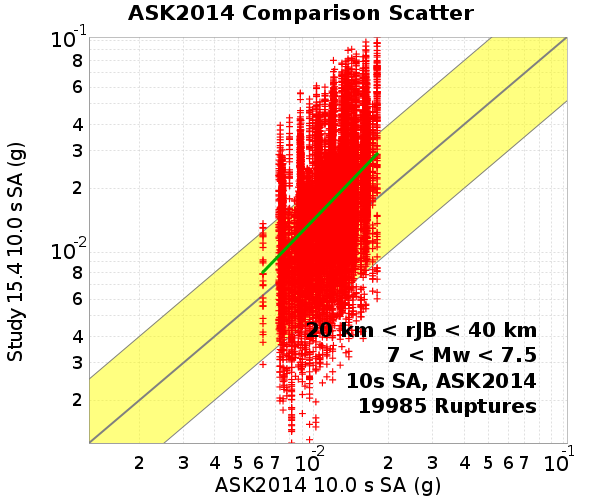 ASK2014 Comparison Scatter
Study 15.4 10.0 s SA (g)
10-1
8
6
4
3
2
10-2
8
6
4
3
2
20 km < rJB < 40 km
7 < Mw < 7.5
10s SA, ASK2014
19985 Ruptures
2 3 4 5 6 7 10-2 2 3 4 5 6 7 10-1
ASK2014 10.0 s SA (g)